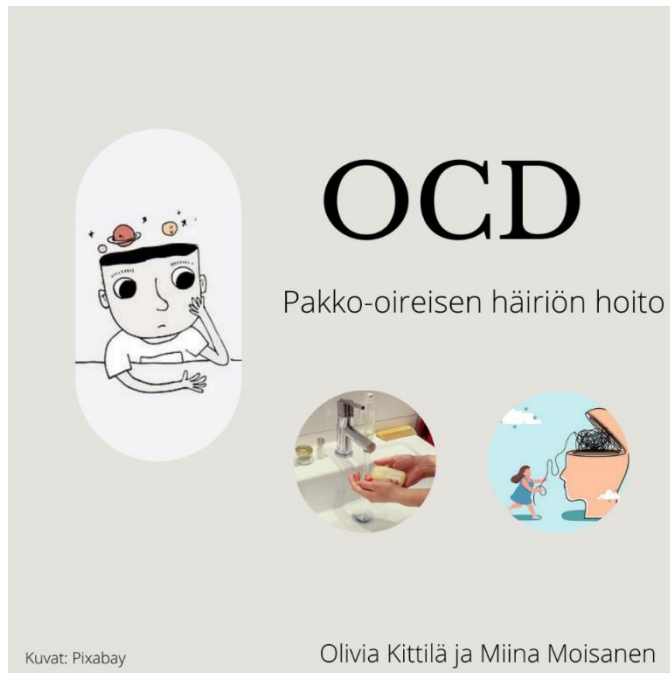 OCD
Pakko-oireisen häiriön hoito
Kuvat: Pixabay
Olivia Kittilä ja Miina Moisanen